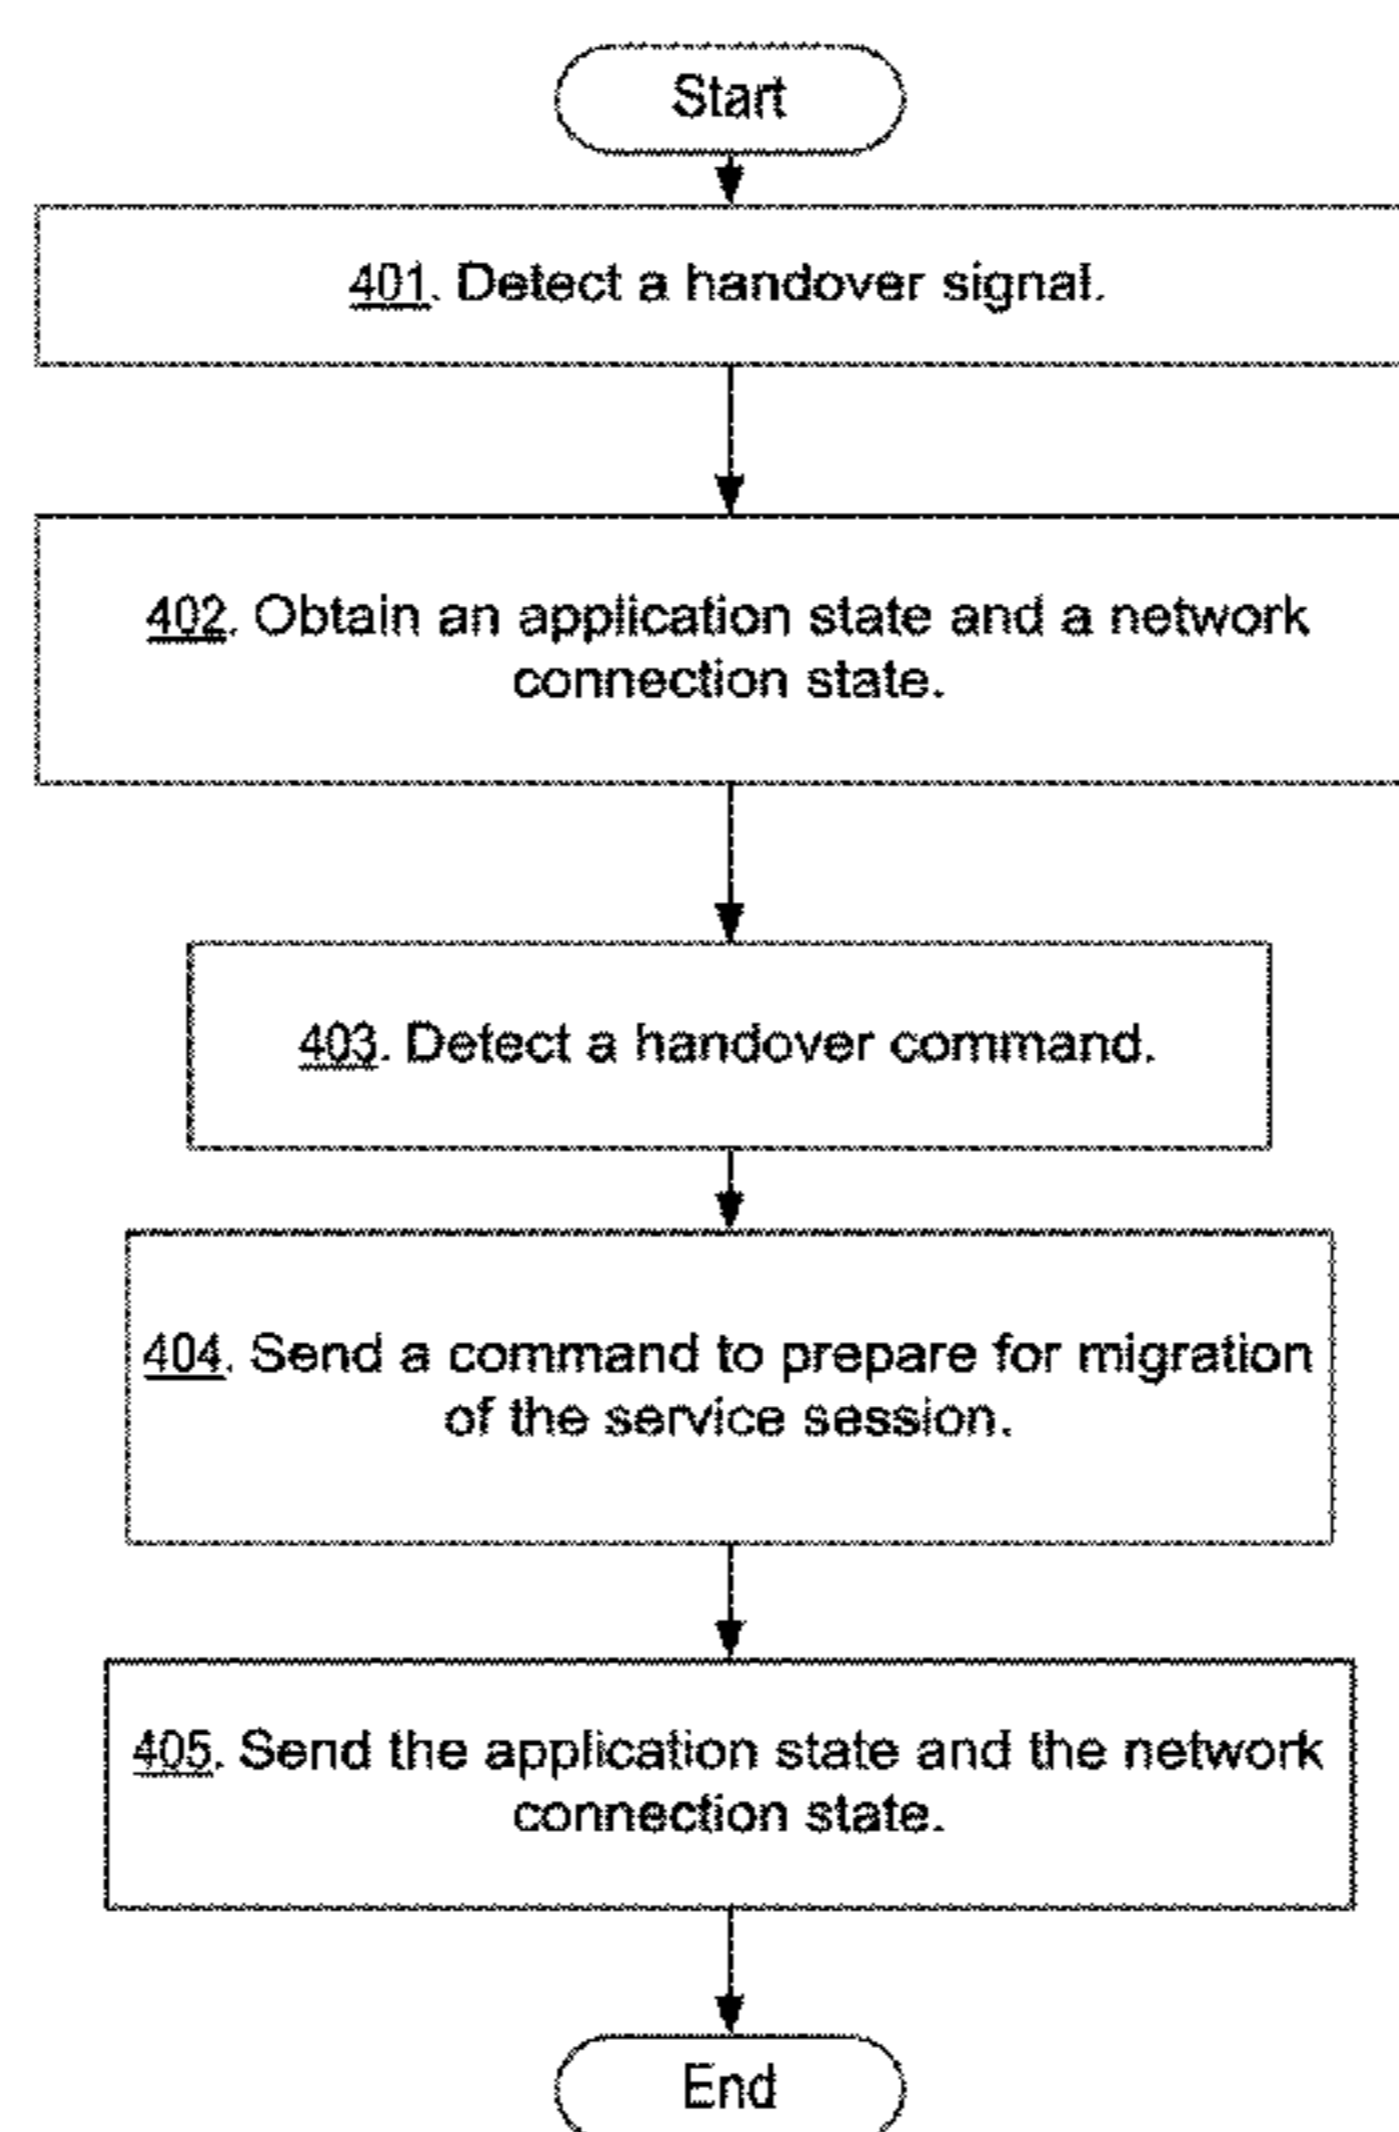 Start
401. Detect a handover signal.
402. Obtain an application state and a network
connection state.
403. Detect a handover command.
404. Send a command to prepare for migration
of the service session.
405. Send the application state and the network
connection state.
End